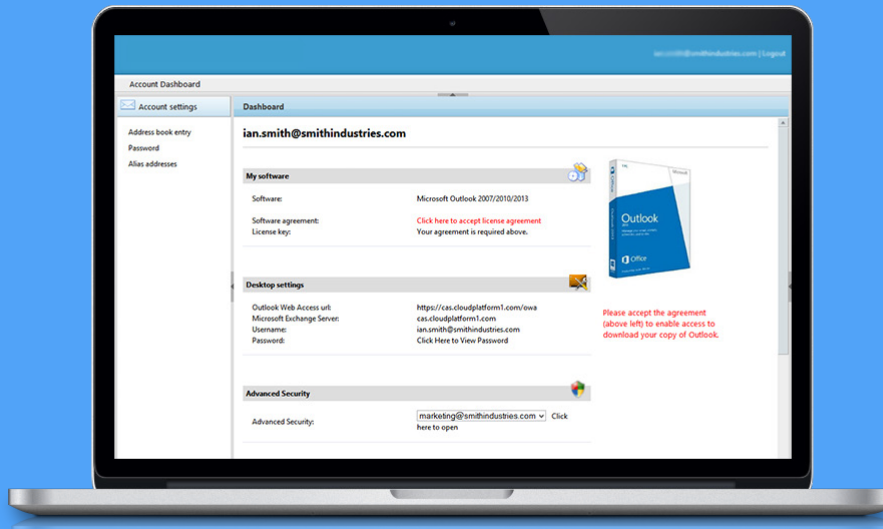 @smithindustries.com | Logout
Account Dashboard
Account settings
Dashboard
Address book entry
Password
Alias addresses
ian.smith@smithindustries.com
My software
Software: Microsoft Outlook 2007/2010/2013
Software agreement: Click here to accept license agreement
License key: Your agreement is required above.
Microsoft
Outlook
Office
Office
Desktop settings
Outlook Web Access url: https://cas.cloudplatform1.com/owa
Microsoft Exchange Server: cas.cloudplatform1.com
Username: ian.smith@smithindustries.com
Password: Click Here to View Password
Please accept the agreement
(above left) to enable access to
download your copy of Outlook.
Advanced Security
Advanced Security: marketing@smithindustries.com Click
here to open